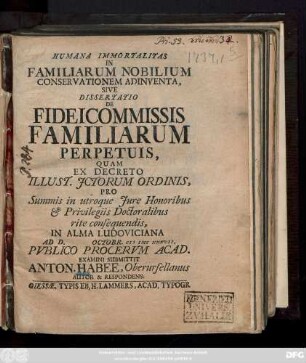 HUMANA IMMORTALITAS
IN
FAMILIARUM NOBILIUM
CONSERVATIONEM ADINVENTA,
SIVE
DISSERTATIO
DE
FIDEICOMMISSIS
FAMILIARUM
PERPETUIS,
QUAM
EX DECRETO
ILLUST. JCTORUM ORDINIS,
PRO
Summis in utroque Jure Honoribus
& Privilegiis Doctoralibus
rite consequendis,
IN ALMA LUDOVICIANA
AD D. OCTOBR.
PUBLICO PROCERUM ACAD.
EXAMINI SUBMITTIT
ANTON. HABEE, Oberursellanus
AUTOR & RESPONDENS.
GIESSÆ, TYPIS EB. H. LAMMERS, ACAD. TYPOGR.